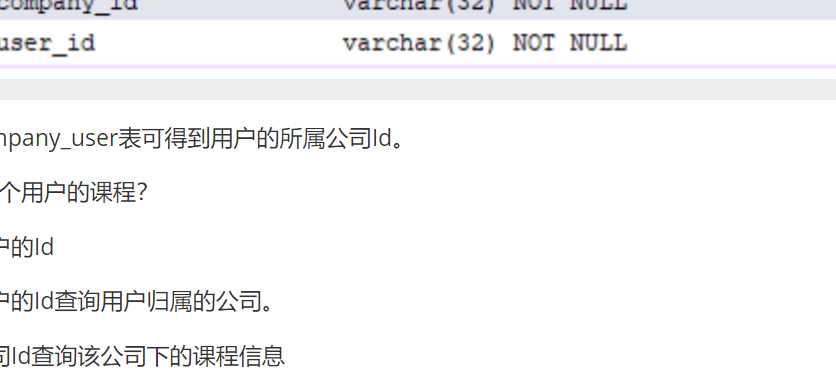 company_id varchar(32) NOT NULL
user_id varchar(32) NOT NULL
mpany_user表可得到用户的所属公司Id。
个用户的课程？
户的Id
户的Id查询用户归属的公司。
司Id查询该公司下的课程信息